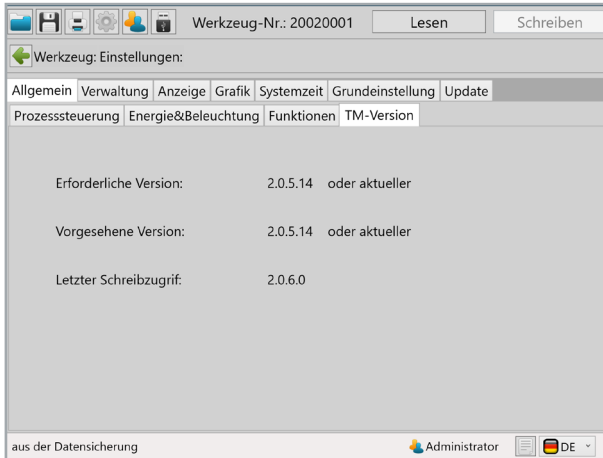 Werkzeug-Nr.: 20020001 Lesen Schreiben
Werkzeug: Einstellungen:
Allgemein Verwaltung Anzeige Grafik Systemzeit Grundeinstellung Update
Prozesssteuerung Energie&Beleuchtung Funktionen TM-Version
Erforderliche Version: 2.0.5.14 oder aktueller
Vorgesehene Version: 2.0.5.14 oder aktueller
Letzter Schreibzugrif: 2.0.6.0
aus der Datensicherung Administrator DE